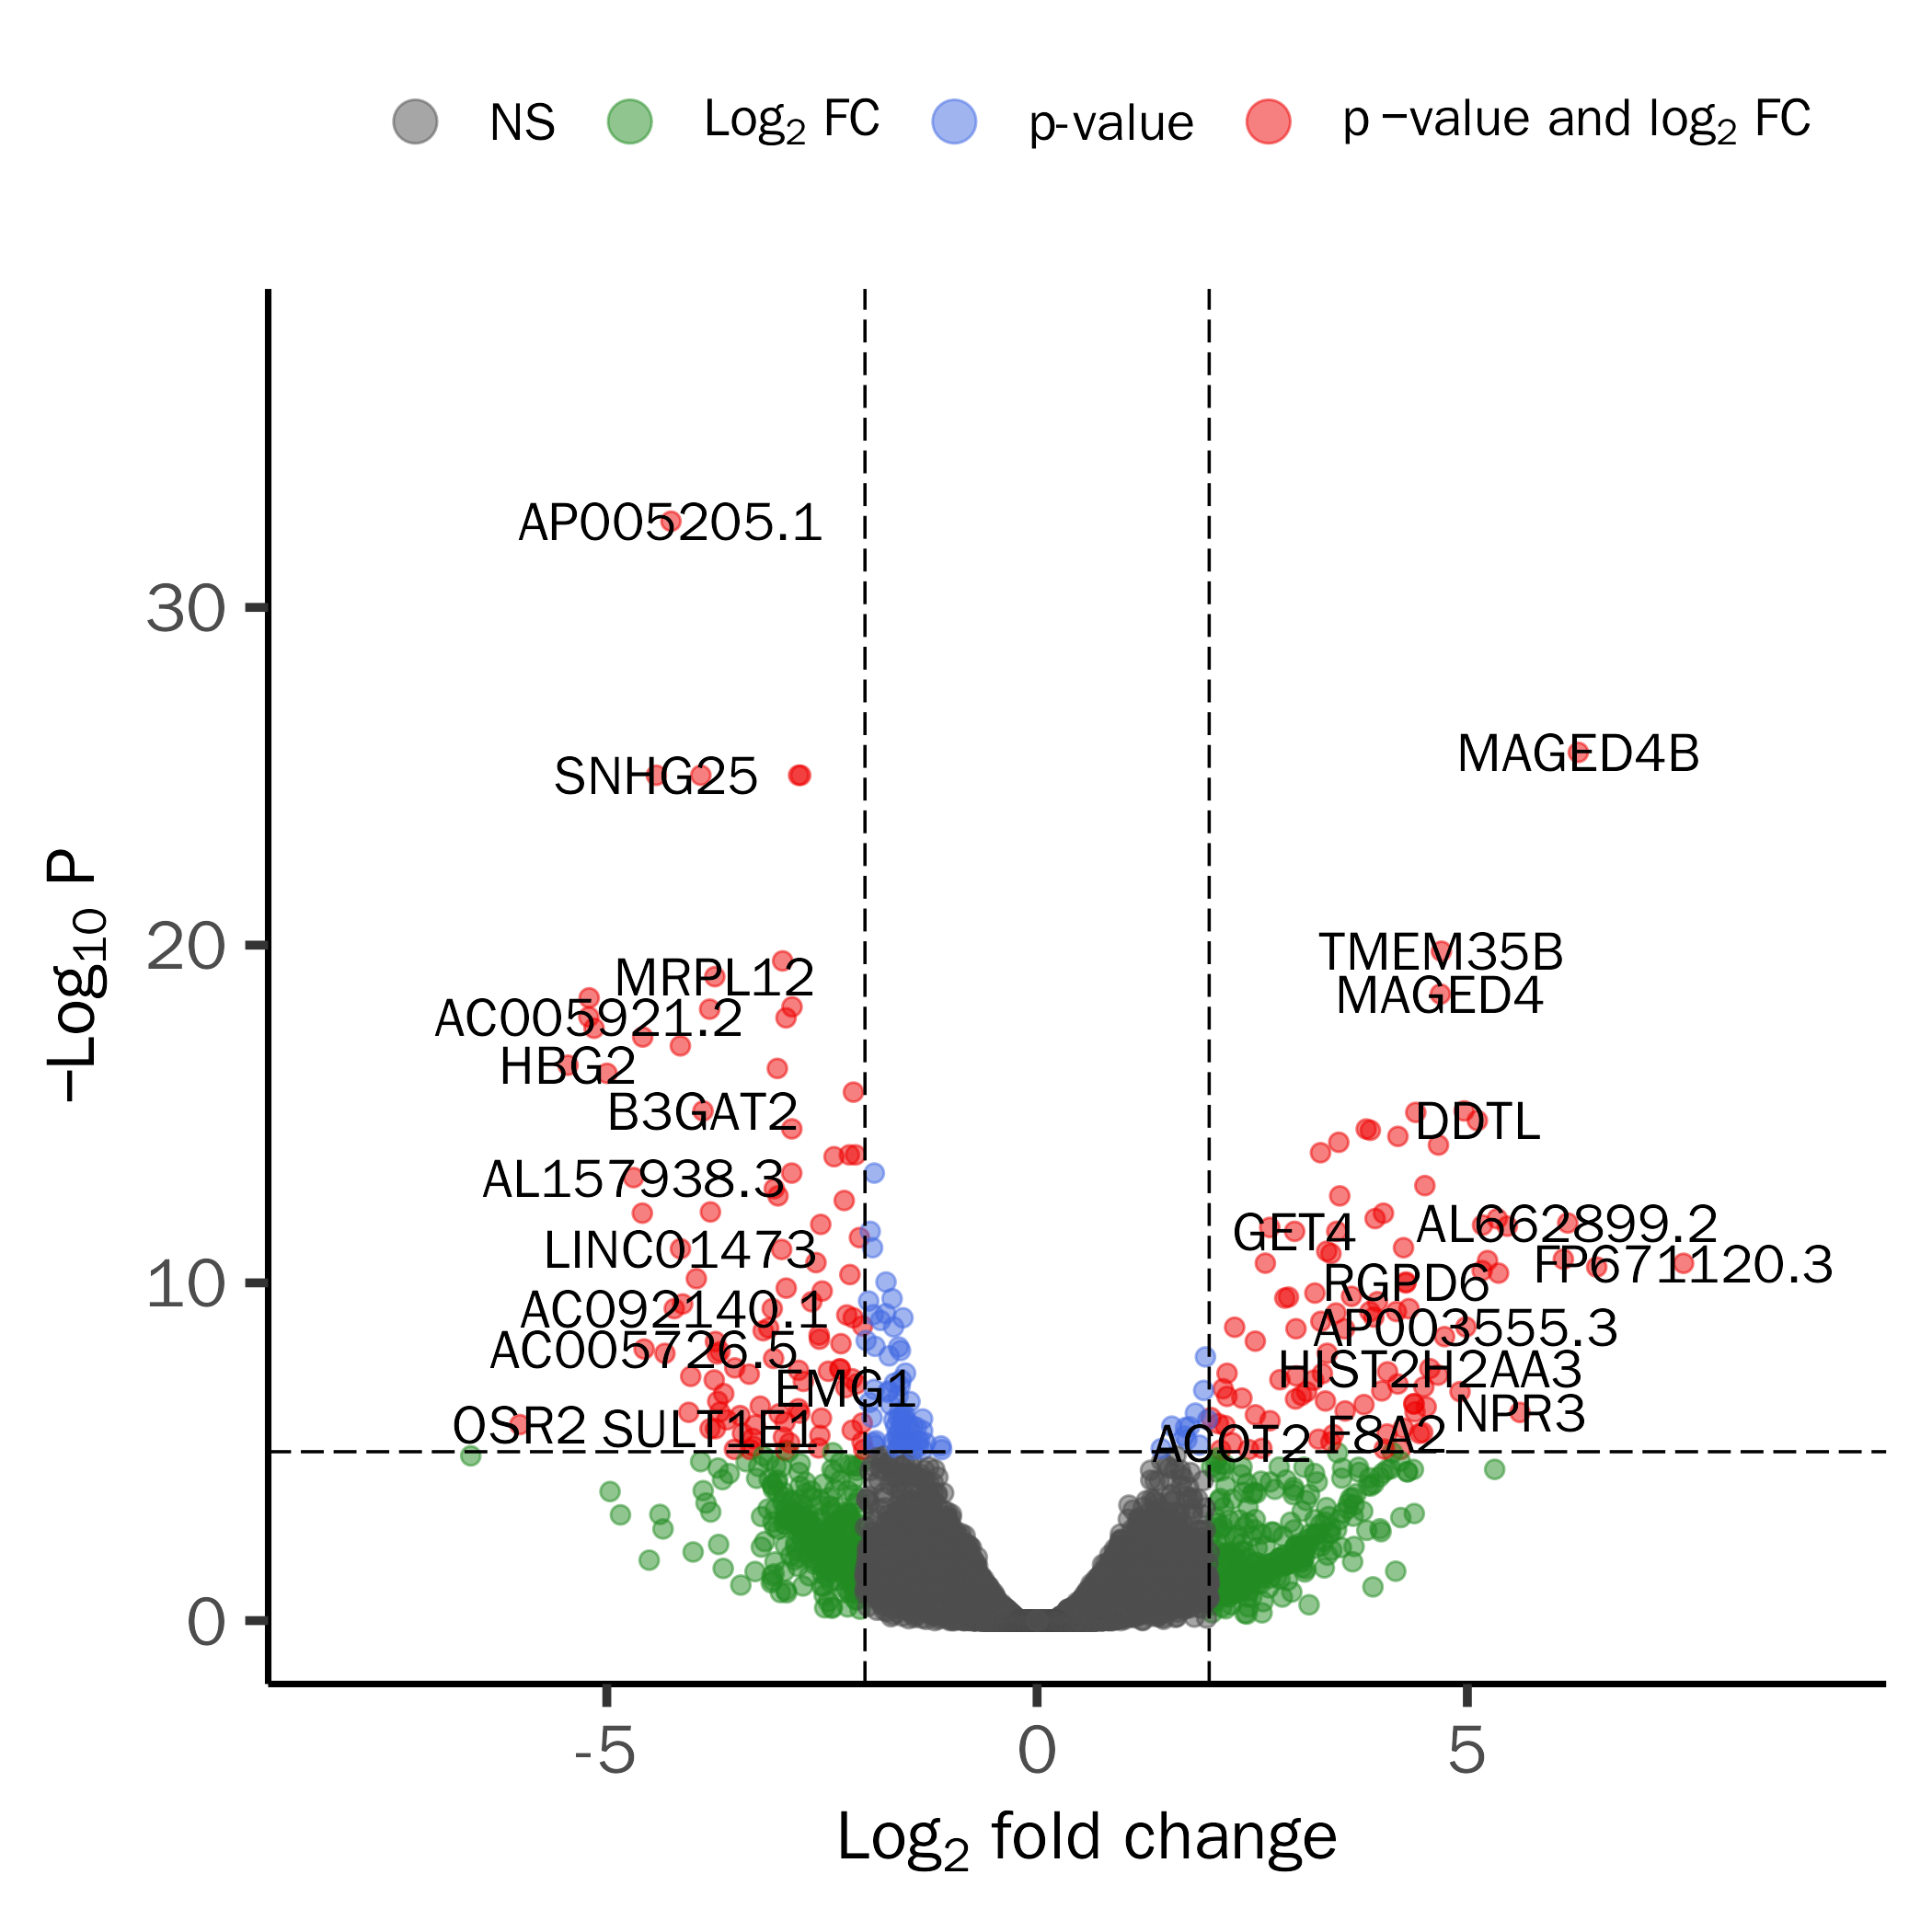 NS Log2 FC p-value p −value and log2 FC
AP005205.1
30
MAGED4B
SNHG25
−Log10 P
20
TMEM35B
MRPL12
MAGED4
AC005921.2
HBG2
B3GAT2
DDTL
AL157938.3
AL662899.2
GET4
LINC01473
FP671120.3
10
RGPD6
AC092140.1
AP003555.3
AC005726.5
HIST2H2AA3
EMG1
NPR3
OSR2
SULT1E1
F8A2
ACOT2
0
-5 0 5
Log2 fold change